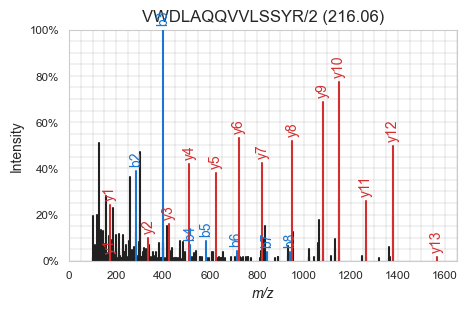 VWDLAQQVVLSSYR/2 (216.06)
100%
80%
60%
40%
20%
0%
Intensity
b3
y10
y9
y8
y12
y6
y7
y4
b2
y5
y11
y1
y3
y2
b5
b4
b6
b7
b8
y13
0
200
400
600
800
1000
1200
1400
1600
m/z